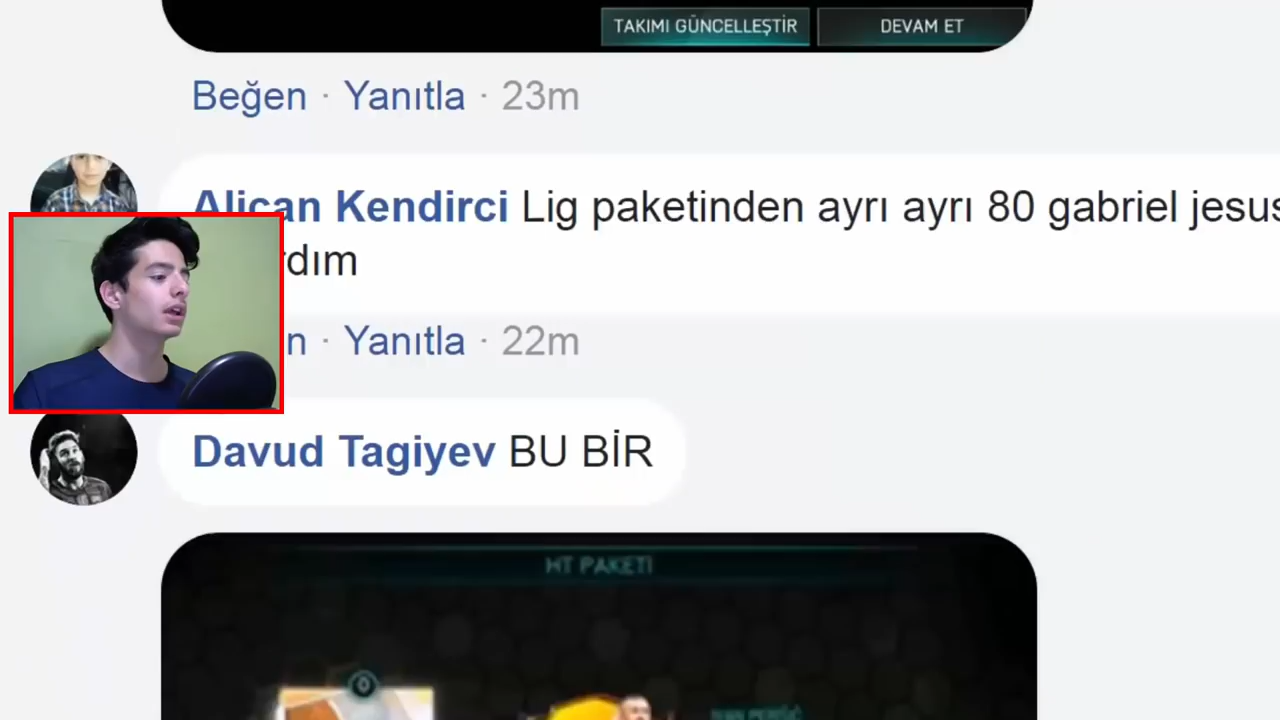 TAKIMI GÜNCELLEŞTİR DEVAM ET
Beğen · Yanıtla · 23m
Alican Kendirci Lig paketinden ayrı ayrı 80 gabriel jesus
rdım
n · Yanıtla · 22m
Davud Tagiyev BU BİR
HT PAKETİ
0